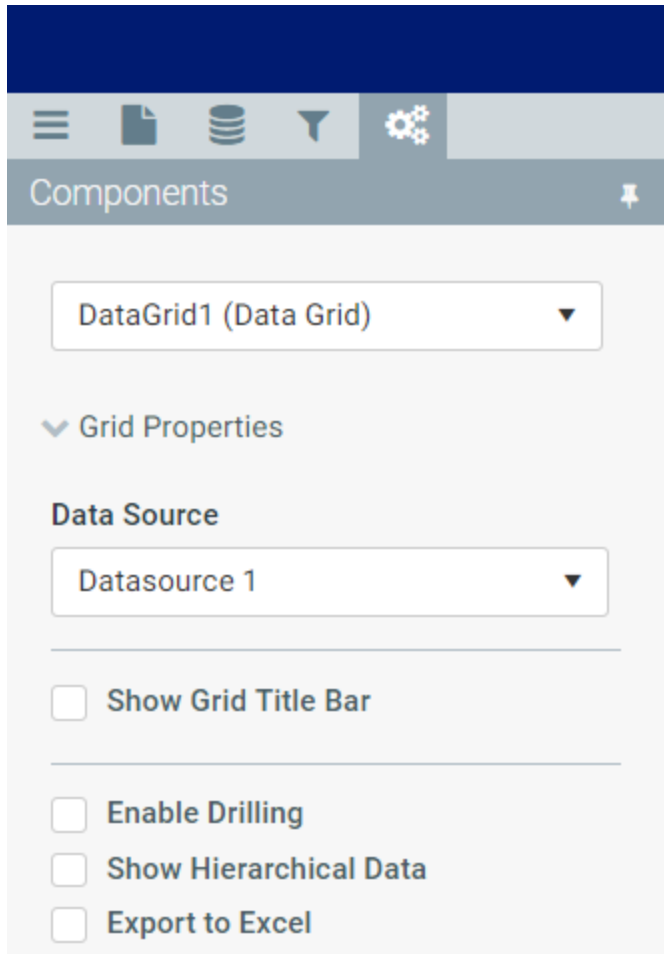 Components
DataGrid1 (Data Grid)
Grid Properties
Data Source
Datasource 1
Show Grid Title Bar
Enable Drilling
Show Hierarchical Data
Export to Excel